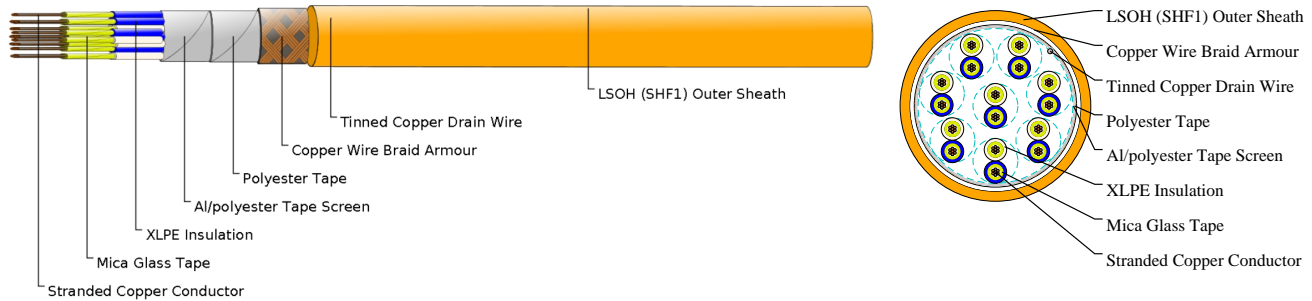 LSOH (SHF1) Outer Sheath
Tinned Copper Drain Wire
Copper Wire Braid Armour
Polyester Tape
Al/polyester Tape Screen
XLPE Insulation
Mica Glass Tape
Stranded Copper Conductor
LSOH (SHF1) Outer Sheath
Copper Wire Braid Armour
Tinned Copper Drain Wire
Polyester Tape
Al/polyester Tape Screen
XLPE Insulation
Mica Glass Tape
Stranded Copper Conductor